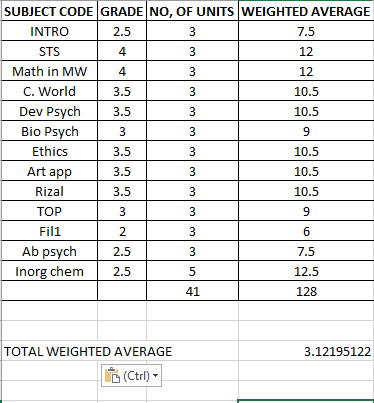 SUBJECT CODE GRADE NO, OF UNITS WEIGHTED AVERAGE
INTRO 2.5 3 7.5
STS 4 3 12
Math in MW 4 3 12
C. World 3.5 3 10.5
Dev Psych 3.5 3 10.5
Bio Psych 3 3 9
Ethics 3.5 3 10.5
Art app 3.5 3 10.5
Rizal 3.5 3 10.5
TOP 3 3 9
Fil1 2 3 6
Ab psych 2.5 3 7.5
Inorg chem 2.5 5 12.5
41 128
TOTAL WEIGHTED AVERAGE 3.12195122
(Ctrl)